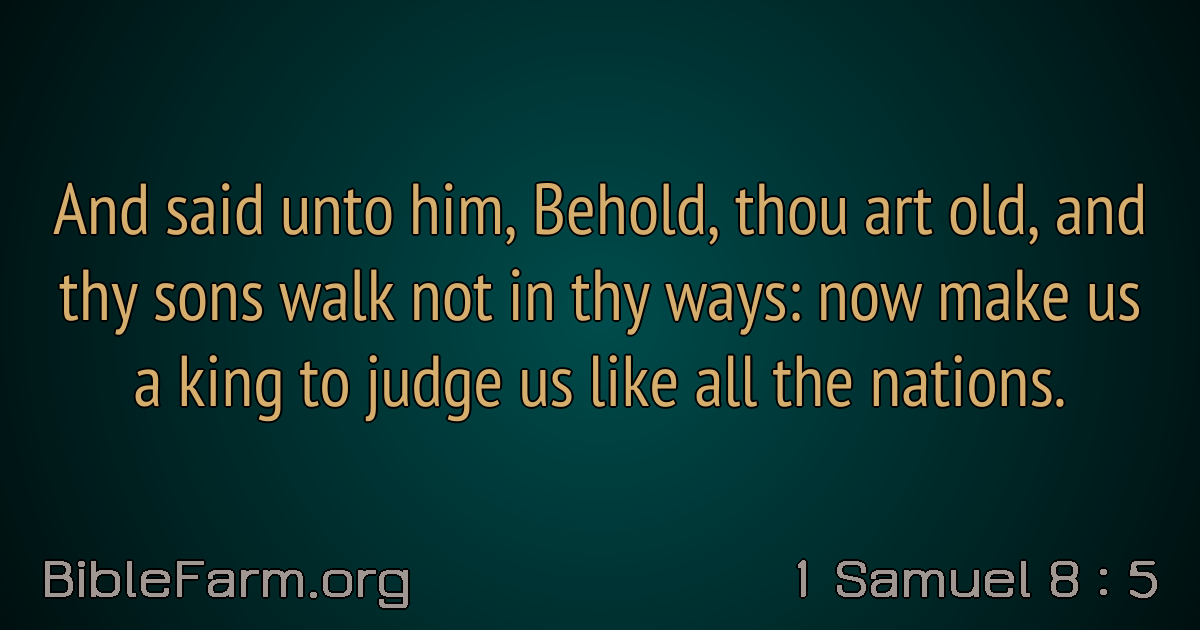 And said unto him, Behold, thou art old, and
thy sons walk not in thy ways: now make us
a king to judge us like all the nations.
BibleFarm.org
1 Samuel 8 : 5